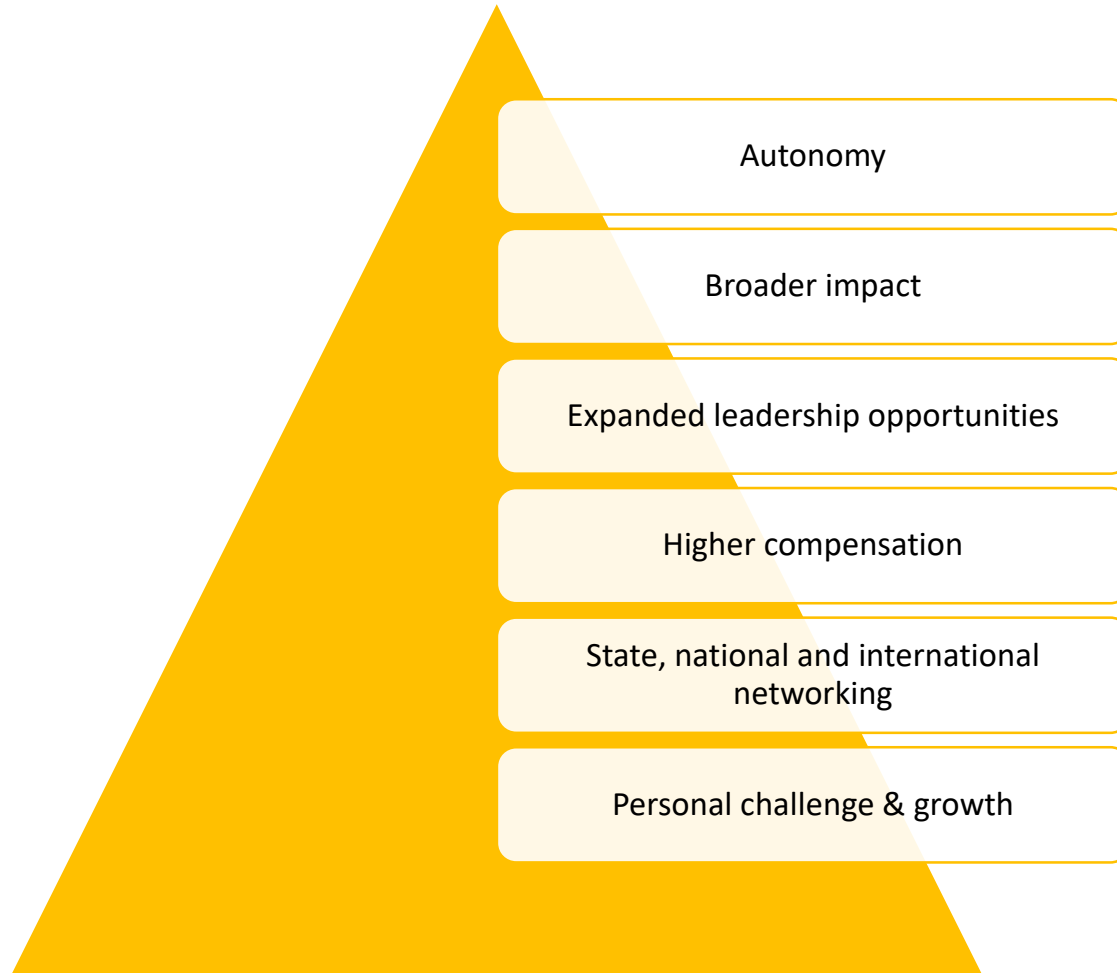 Autonomy
Broader impact
Expanded leadership opportunities
Higher compensation
State, national and international
networking
Personal challenge & growth